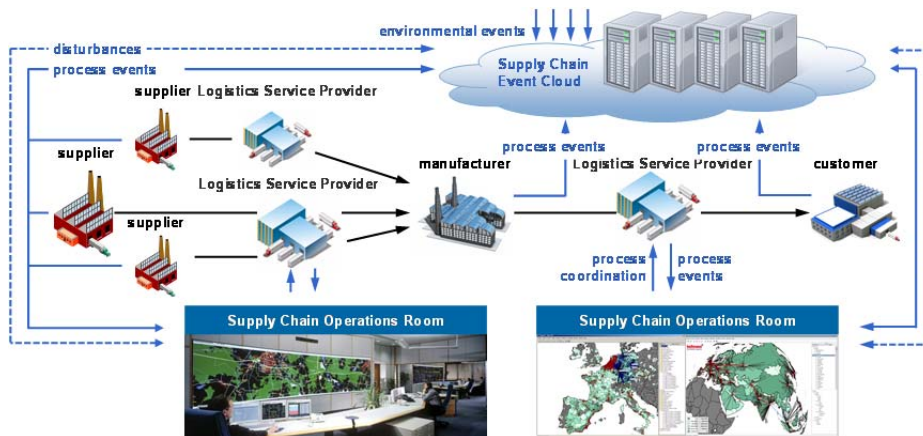 environmental events
disturbances
process events
Supply Chain
Event Cloud
supplier
Logistics Service Provider
supplier
process events
process events
manufacturer
Logistics Service Provider
customer
Logistics Service Provider
supplier
process
coordination
process
events
Supply Chain Operations Room
Supply Chain Operations Room